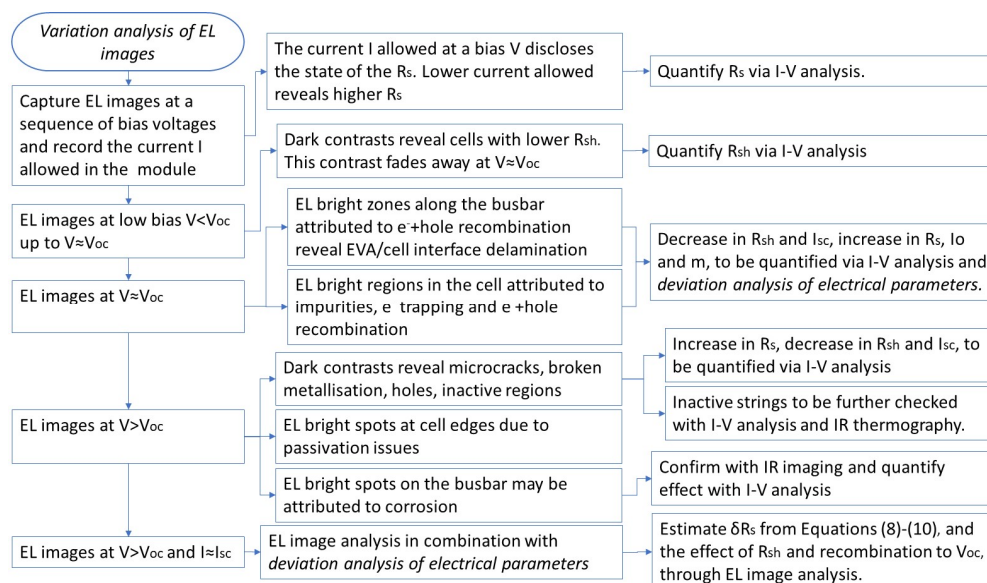 Variation analysis of EL
images
Capture EL images at a
sequence of bias voltages
and record the current I
allowed in the module
The current I allowed at a bias V discloses
the state of the Rs. Lower current allowed
reveals higher Rs
Quantify Rs via I-V analysis.
EL images at low bias V<Voc
up to V≈Voc
Dark contrasts reveal cells with lower Rsh.
This contrast fades away at V≈Voc
Quantify Rsh via I-V analysis
EL images at V≈Voc
EL bright zones along the busbar
attributed to e⁻+hole recombination
reveal EVA/cell interface delamination
EL bright regions in the cell attributed to
impurities, e trapping and e +hole
recombination
Decrease in Rsh and Isc, increase in Rs, Io
and m, to be quantified via I-V analysis and
deviation analysis of electrical parameters.
EL images at V>Voc
Dark contrasts reveal microcracks, broken
metallisation, holes, inactive regions
Increase in Rs, decrease in Rsh and Isc, to
be quantified via I-V analysis
Inactive strings to be further checked
with I-V analysis and IR thermography.
EL bright spots at cell edges due to
passivation issues
EL bright spots on the busbar may be
attributed to corrosion
Confirm with IR imaging and quantify
effect with I-V analysis
EL images at V>Voc and I≈Isc
EL image analysis in combination with
deviation analysis of electrical parameters
Estimate δRs from Equations (8)-(10), and
the effect of Rsh and recombination to Voc,
through EL image analysis.